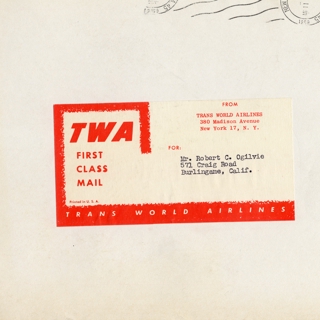 FROM
TRANS WORLD AIRLINES
380 Madison Avenue
New York 17, N. Y.
TWA
FIRST
CLASS
MAIL
Printed in U. S. A.
FOR:
Mr. Robert C. Ogilvie
571 Craig Road
Burlingame, Calif.
TRANS WORLD AIRLINES